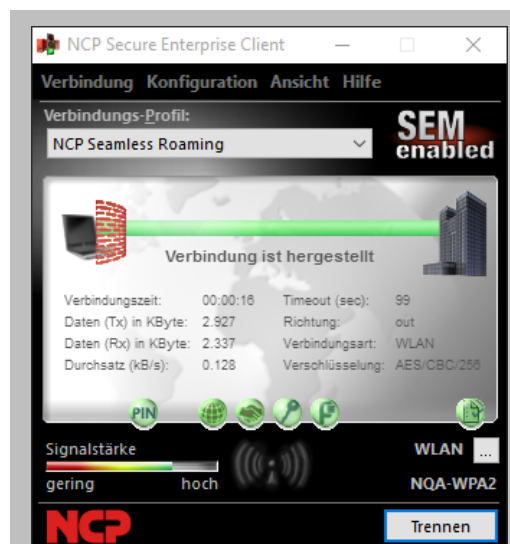 NCP Secure Enterprise Client
Verbindung Konfiguration Ansicht Hilfe
Verbindungs-Profil:
NCP Seamless Roaming
SEM
enabled
Verbindung ist hergestellt
Verbindungszeit: 00:00:16 Timeout (sec): 99
Daten (Tx) in KByte: 2.927 Richtung: out
Daten (Rx) in KByte: 2.337 Verbindungsart: WLAN
Durchsatz (kB/s): 0.128 Verschlüsselung: AES/CBC/256
PIN
Signalstärke WLAN ...
gering hoch NQA-WPA2
NCP Trennen